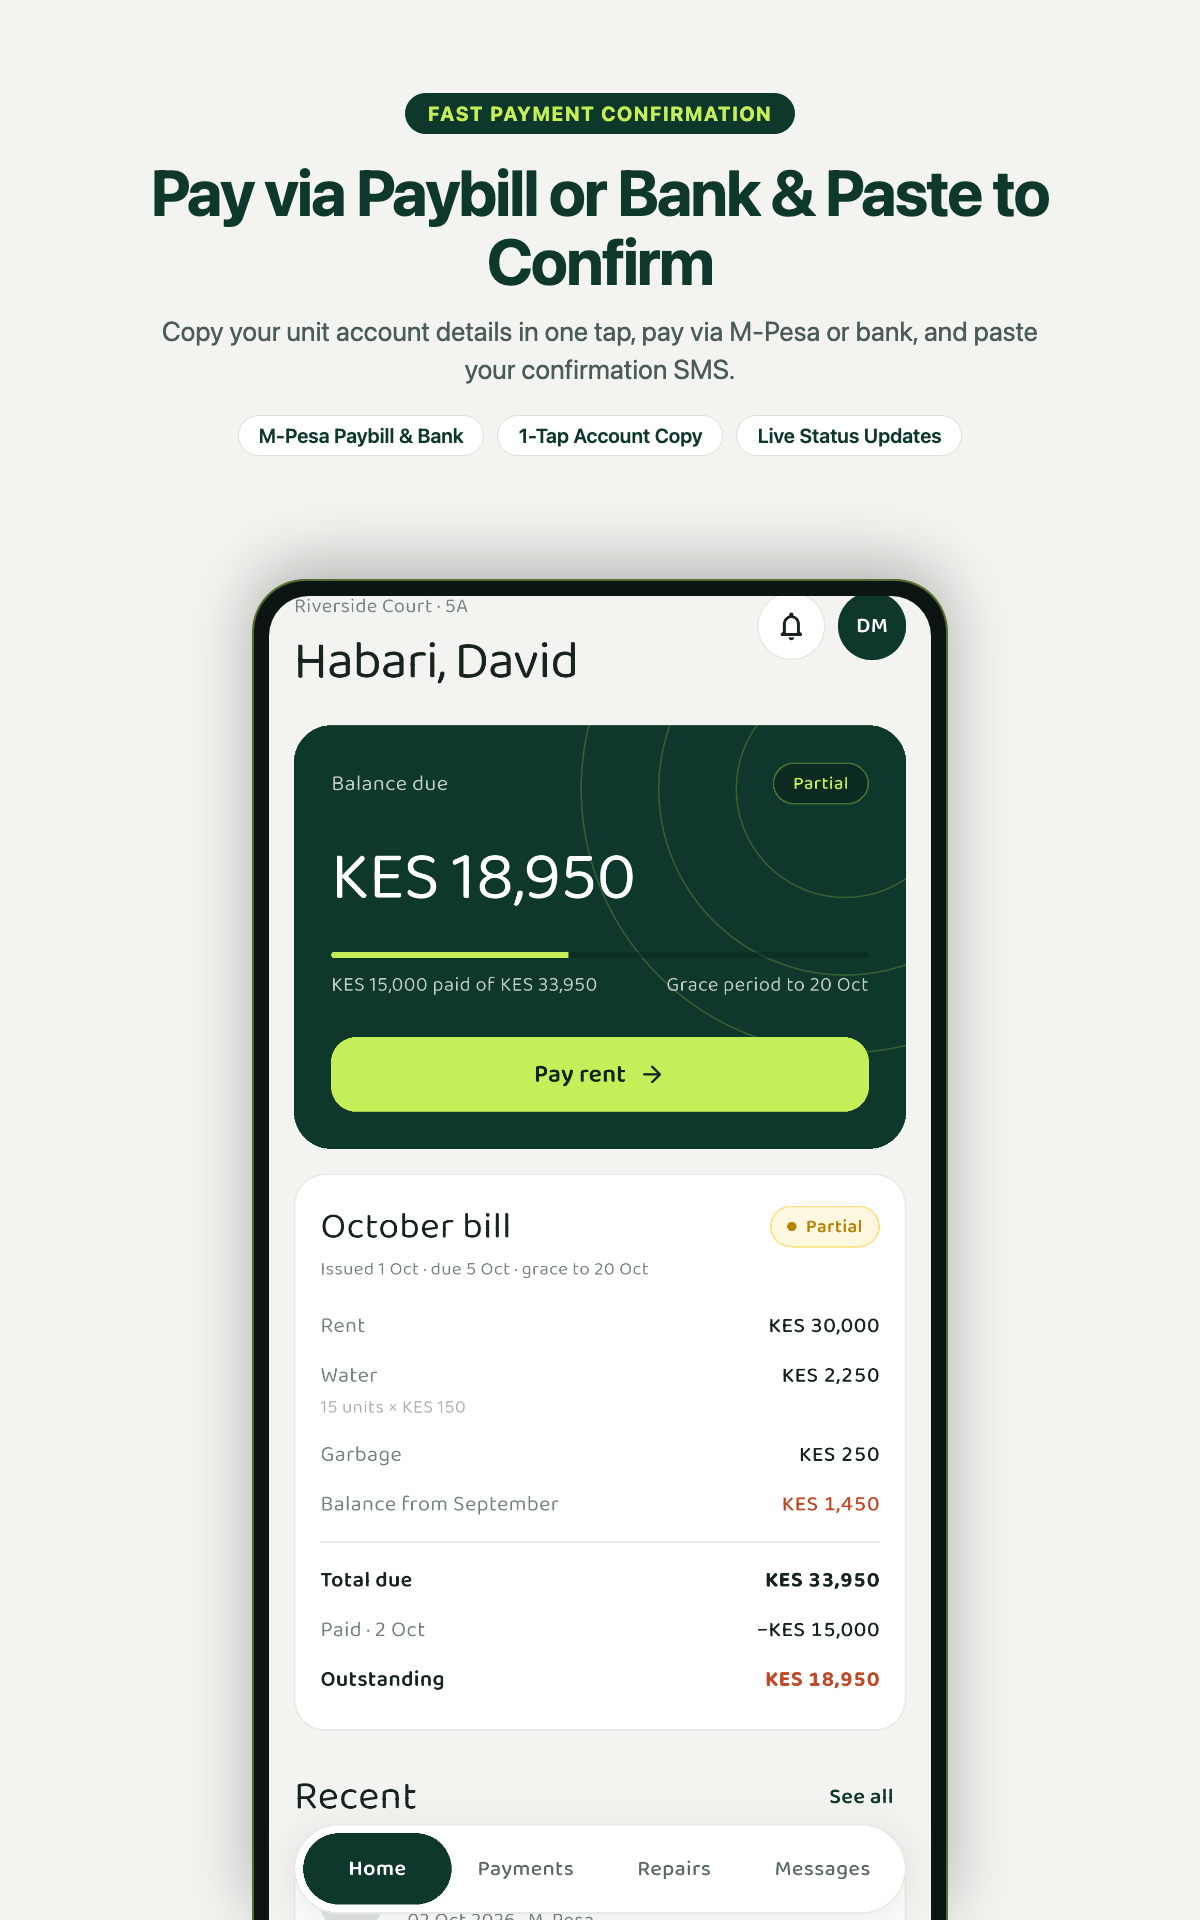 FAST PAYMENT CONFIRMATION
Pay via Paybill or Bank & Paste to
Confirm
Copy your unit account details in one tap, pay via M-Pesa or bank, and paste
your confirmation SMS.
M-Pesa Paybill & Bank
1-Tap Account Copy
Live Status Updates
Riverside Court · 5A
DM
Habari, David
Balance due
Partial
KES 18,950
KES 15,000 paid of KES 33,950
Grace period to 20 Oct
Pay rent →
October bill
Partial
Issued 1 Oct · due 5 Oct · grace to 20 Oct
Rent KES 30,000
Water KES 2,250
15 units × KES 150
Garbage KES 250
Balance from September KES 1,450
Total due KES 33,950
Paid · 2 Oct −KES 15,000
Outstanding KES 18,950
Recent
See all
Home
Payments
Repairs
Messages
02 Oct 2026 · M-Pesa